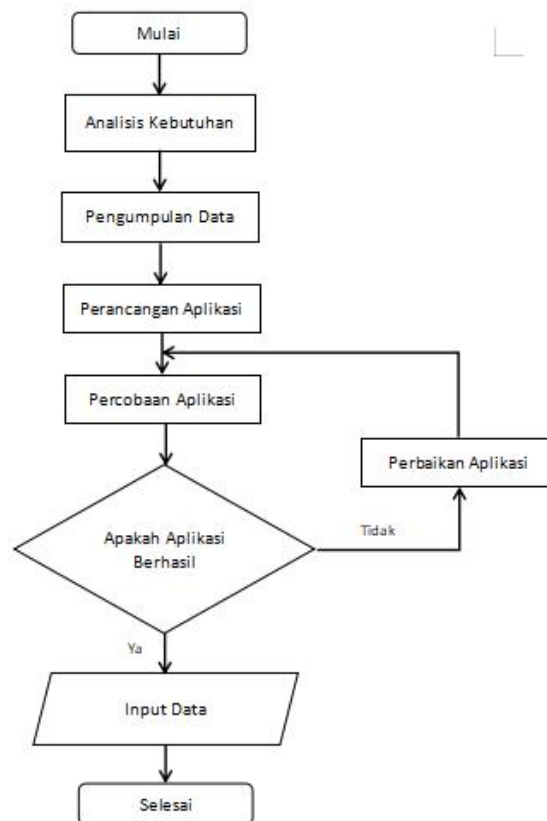 Mulai
Analisis Kebutuhan
Pengumpulan Data
Perancangan Aplikasi
Percobaan Aplikasi
Perbaikan Aplikasi
Apakah Aplikasi
Berhasil
Tidak
Ya
Input Data
Selesai